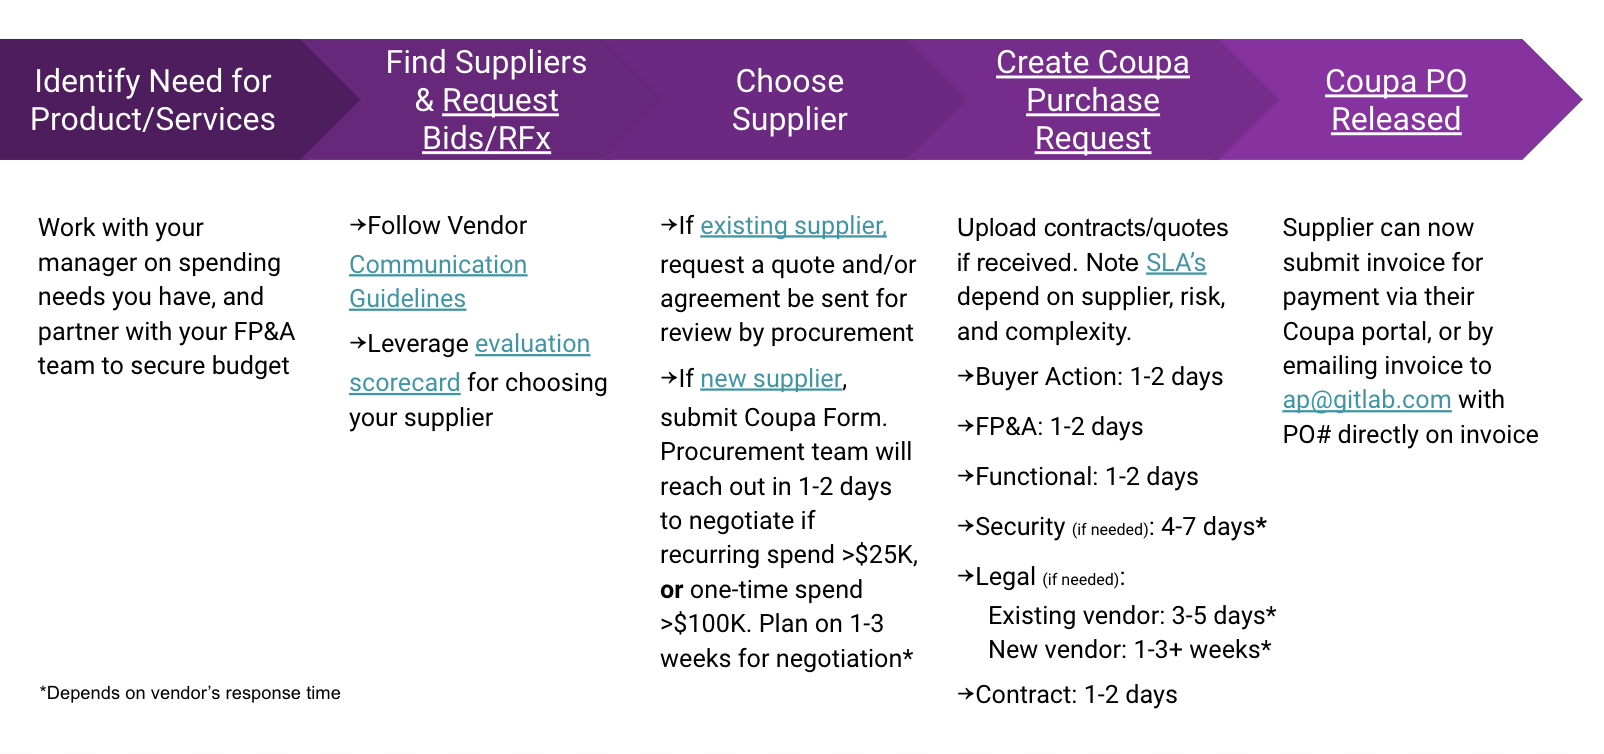 Identify Need for
Product/Services
Find Suppliers
& Request
Bids/RFx
Choose
Supplier
Create Coupa
Purchase
Request
Coupa PO
Released
Work with your
manager on spending
needs you have, and
partner with your FP&A
team to secure budget
→Follow Vendor
Communication
Guidelines
→Leverage evaluation
scorecard for choosing
your supplier
→If existing supplier,
request a quote and/or
agreement be sent for
review by procurement
→If new supplier,
submit Coupa Form.
Procurement team will
reach out in 1-2 days
to negotiate if
recurring spend >$25K,
or one-time spend
>$100K. Plan on 1-3
weeks for negotiation*
Upload contracts/quotes
if received. Note SLA’s
depend on supplier, risk,
and complexity.
→Buyer Action: 1-2 days
→FP&A: 1-2 days
→Functional: 1-2 days
→Security (if needed): 4-7 days*
→Legal (if needed):
Existing vendor: 3-5 days*
New vendor: 1-3+ weeks*
→Contract: 1-2 days
Supplier can now
submit invoice for
payment via their
Coupa portal, or by
emailing invoice to
ap@gitlab.com with
PO# directly on invoice
*Depends on vendor’s response time